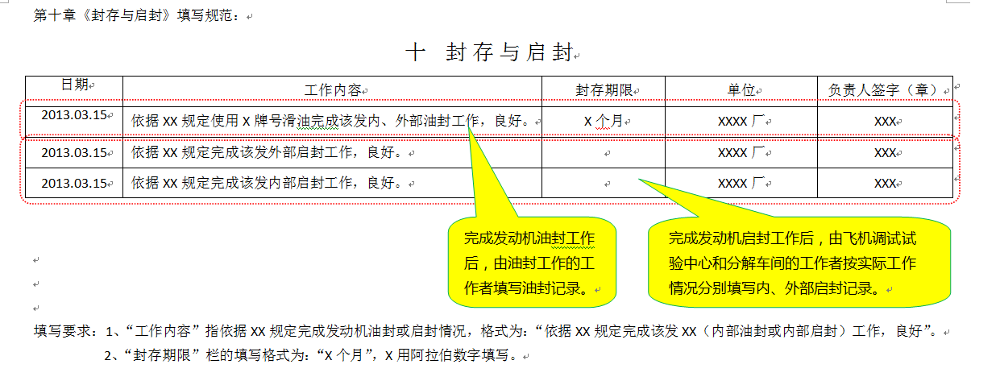 第十章《封存与启封》填写规范：
十 封存与启封
日期 工作内容 封存期限 单位 负责人签字（章）
2013.03.15 依据 XX 规定使用 X 牌号滑油完成该发内、外部油封工作，良好。 X 个月 XXXX 厂 XXX
2013.03.15 依据 XX 规定完成该发外部启封工作，良好。 XXXX 厂 XXX
2013.03.15 依据 XX 规定完成该发内部启封工作，良好。 XXXX 厂 XXX
完成发动机油封工作
后，由油封工作的工
作者填写油封记录。
完成发动机启封工作后，由飞机调试试
验中心和分解车间的工作者按实际工作
情况分别填写内、外部启封记录。
填写要求：1、“工作内容”指依据 XX 规定完成发动机油封或启封情况，格式为：“依据 XX 规定完成该发 XX（内部油封或内部启封）工作，良好”。
2、“封存期限”栏的填写格式为：“X 个月”，X 用阿拉伯数字填写。